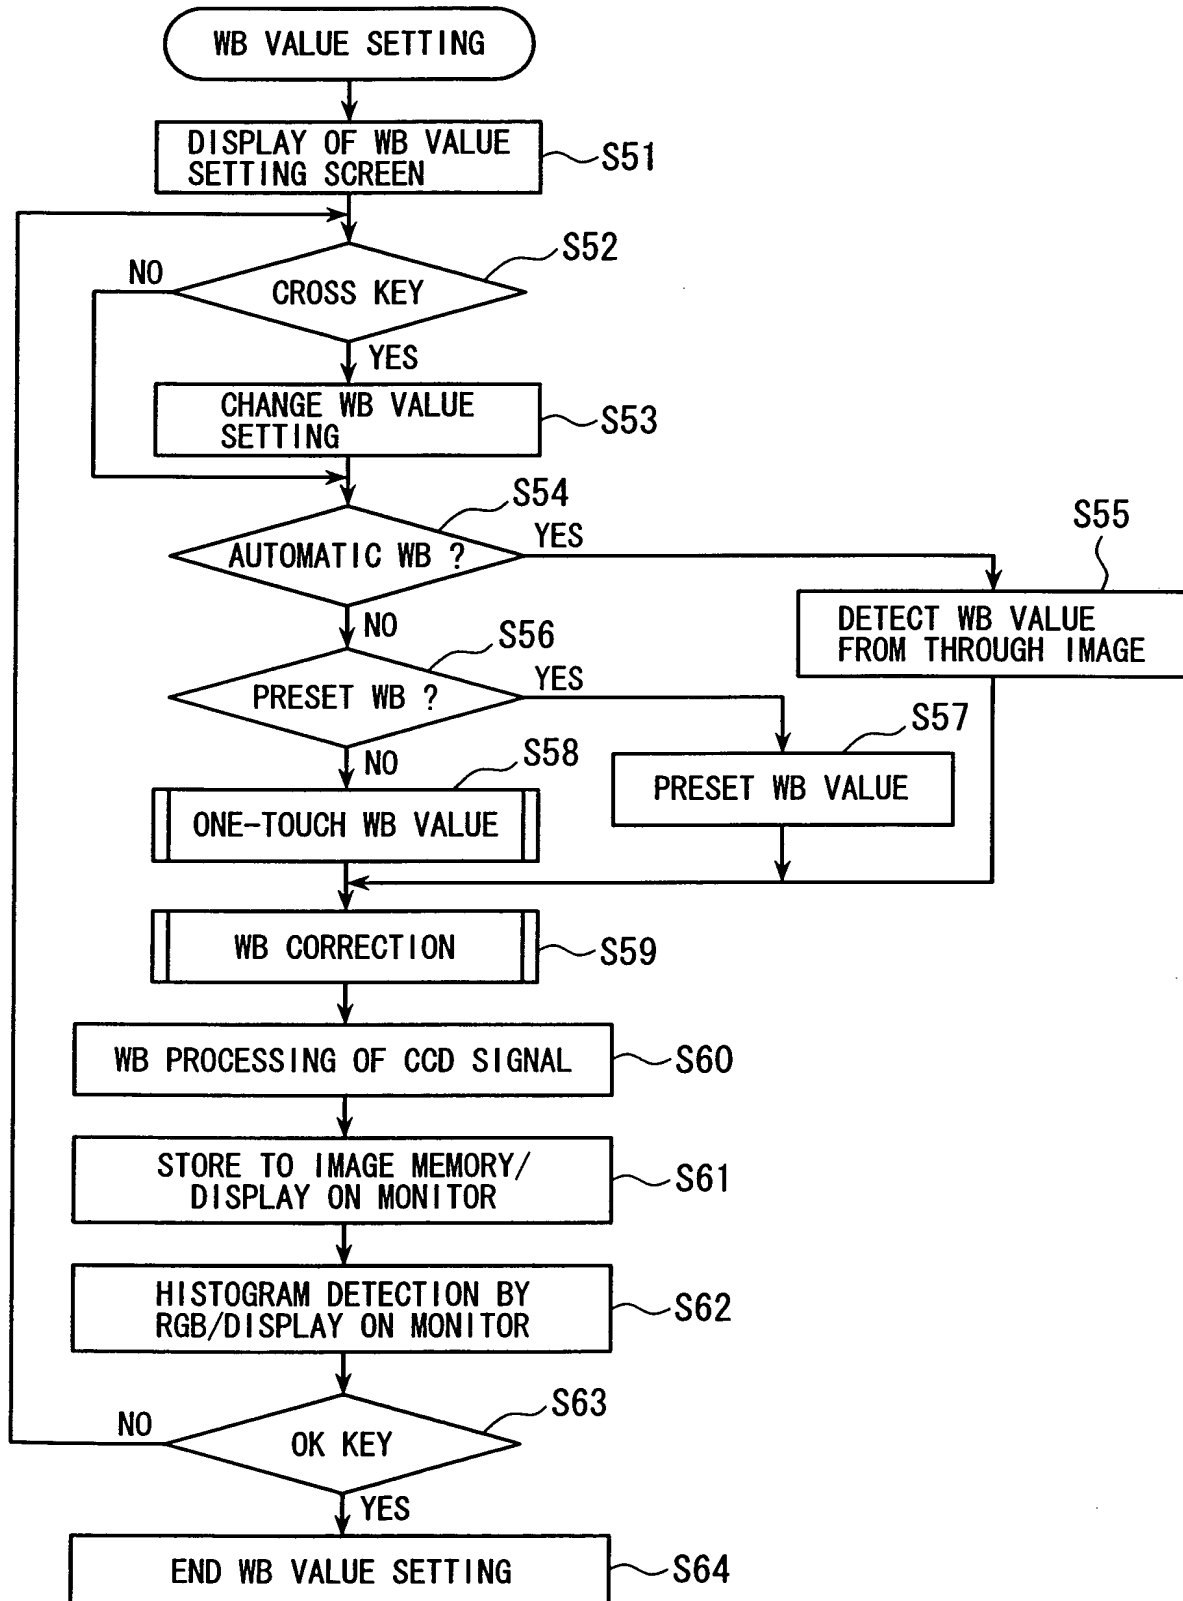 WB VALUE SETTING
DISPLAY OF WB VALUE
SETTING SCREEN
S51
S52
NO
CROSS KEY
YES
CHANGE WB VALUE
SETTING
S53
S54
AUTOMATIC WB ?
YES
S55
DETECT WB VALUE
FROM THROUGH IMAGE
NO
S56
PRESET WB ?
YES
S57
PRESET WB VALUE
NO
S58
ONE-TOUCH WB VALUE
WB CORRECTION
S59
WB PROCESSING OF CCD SIGNAL
S60
STORE TO IMAGE MEMORY/
DISPLAY ON MONITOR
S61
HISTOGRAM DETECTION BY
RGB/DISPLAY ON MONITOR
S62
S63
NO
OK KEY
YES
END WB VALUE SETTING
S64